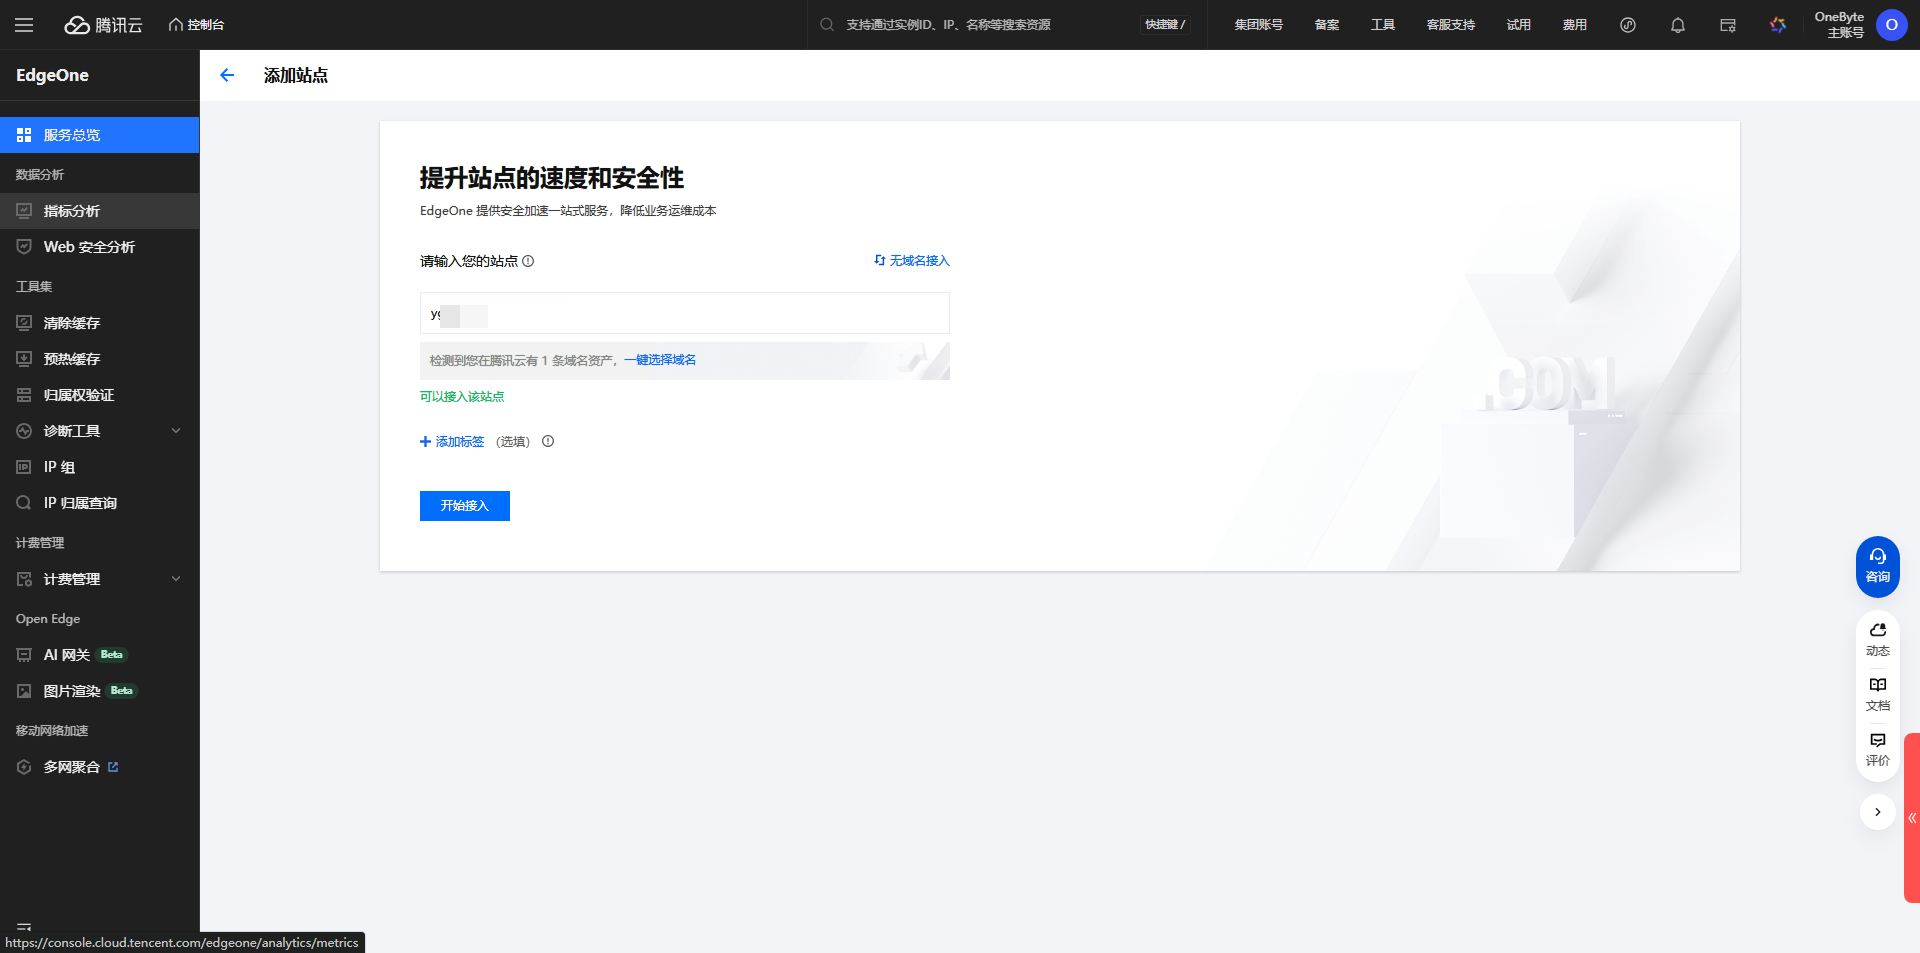 腾讯云
控制台
支持通过实例ID、IP、名称等搜索资源
快捷键 /
集团账号
备案
工具
客服支持
试用
费用
OneByte
主账号
O
EdgeOne
添加站点
服务总览
数据分析
指标分析
Web 安全分析
工具集
清除缓存
预热缓存
归属权验证
诊断工具
IP 组
IP 归属查询
计费管理
计费管理
Open Edge
AI 网关 Beta
图片渲染 Beta
移动网络加速
多网聚合
提升站点的速度和安全性
EdgeOne 提供安全加速一站式服务，降低业务运维成本
请输入您的站点
无域名接入
检测到您在腾讯云有 1 条域名资产，一键选择域名
可以接入该站点
添加标签 （选填）
开始接入
.COM
咨询
动态
文档
评价
https://console.cloud.tencent.com/edgeone/analytics/metrics